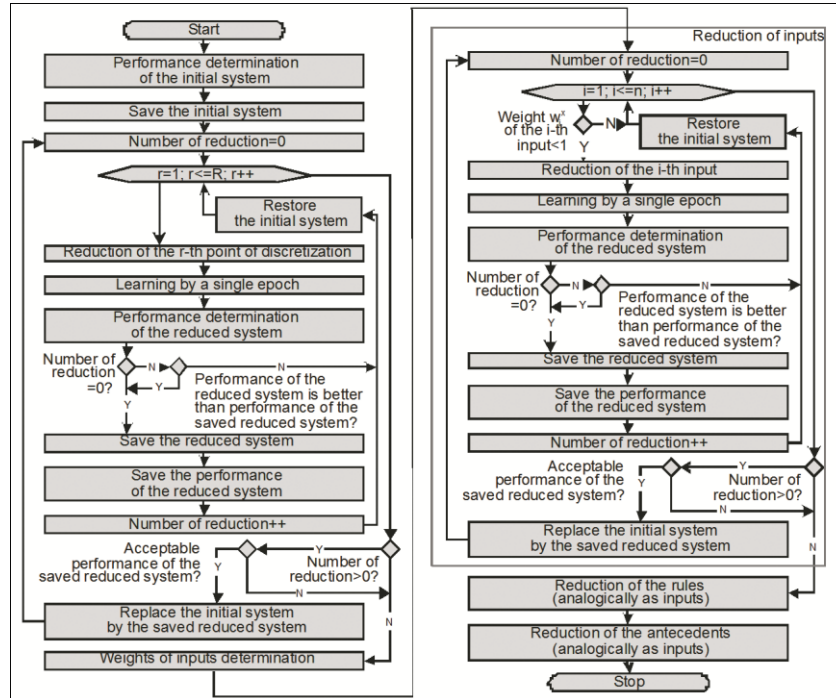 Start
Performance determination
of the initial system
Save the initial system
Number of reduction=0
r=1; r<=R; r++
Restore
the initial system
Reduction of the r-th point of discretization
Learning by a single epoch
Performance determination
of the reduced system
Number of
reduction
=0?
N
N
Y
Y
Performance of the
reduced system is better
than performance of the
saved reduced system?
Save the reduced system
Save the performance
of the reduced system
Number of reduction++
Acceptable
performance of the
saved reduced system?
Y
Y
Number of
reduction>0?
N
N
Replace the initial system
by the saved reduced system
Weights of inputs determination
Reduction of inputs
Number of reduction=0
i=1; i<=n; i++
Weight wᵢˣ
of the i-th
input<1
N
Y
Restore
the initial system
Reduction of the i-th input
Learning by a single epoch
Performance determination
of the reduced system
Number of
reduction
=0?
N
N
Y
Y
Performance of the
reduced system is better
than performance of the
saved reduced system?
Save the reduced system
Save the performance
of the reduced system
Number of reduction++
Acceptable
performance of the
saved reduced system?
Y
Y
Number of
reduction>0?
N
N
Replace the initial system
by the saved reduced system
Reduction of the rules
(analogically as inputs)
Reduction of the antecedents
(analogically as inputs)
Stop